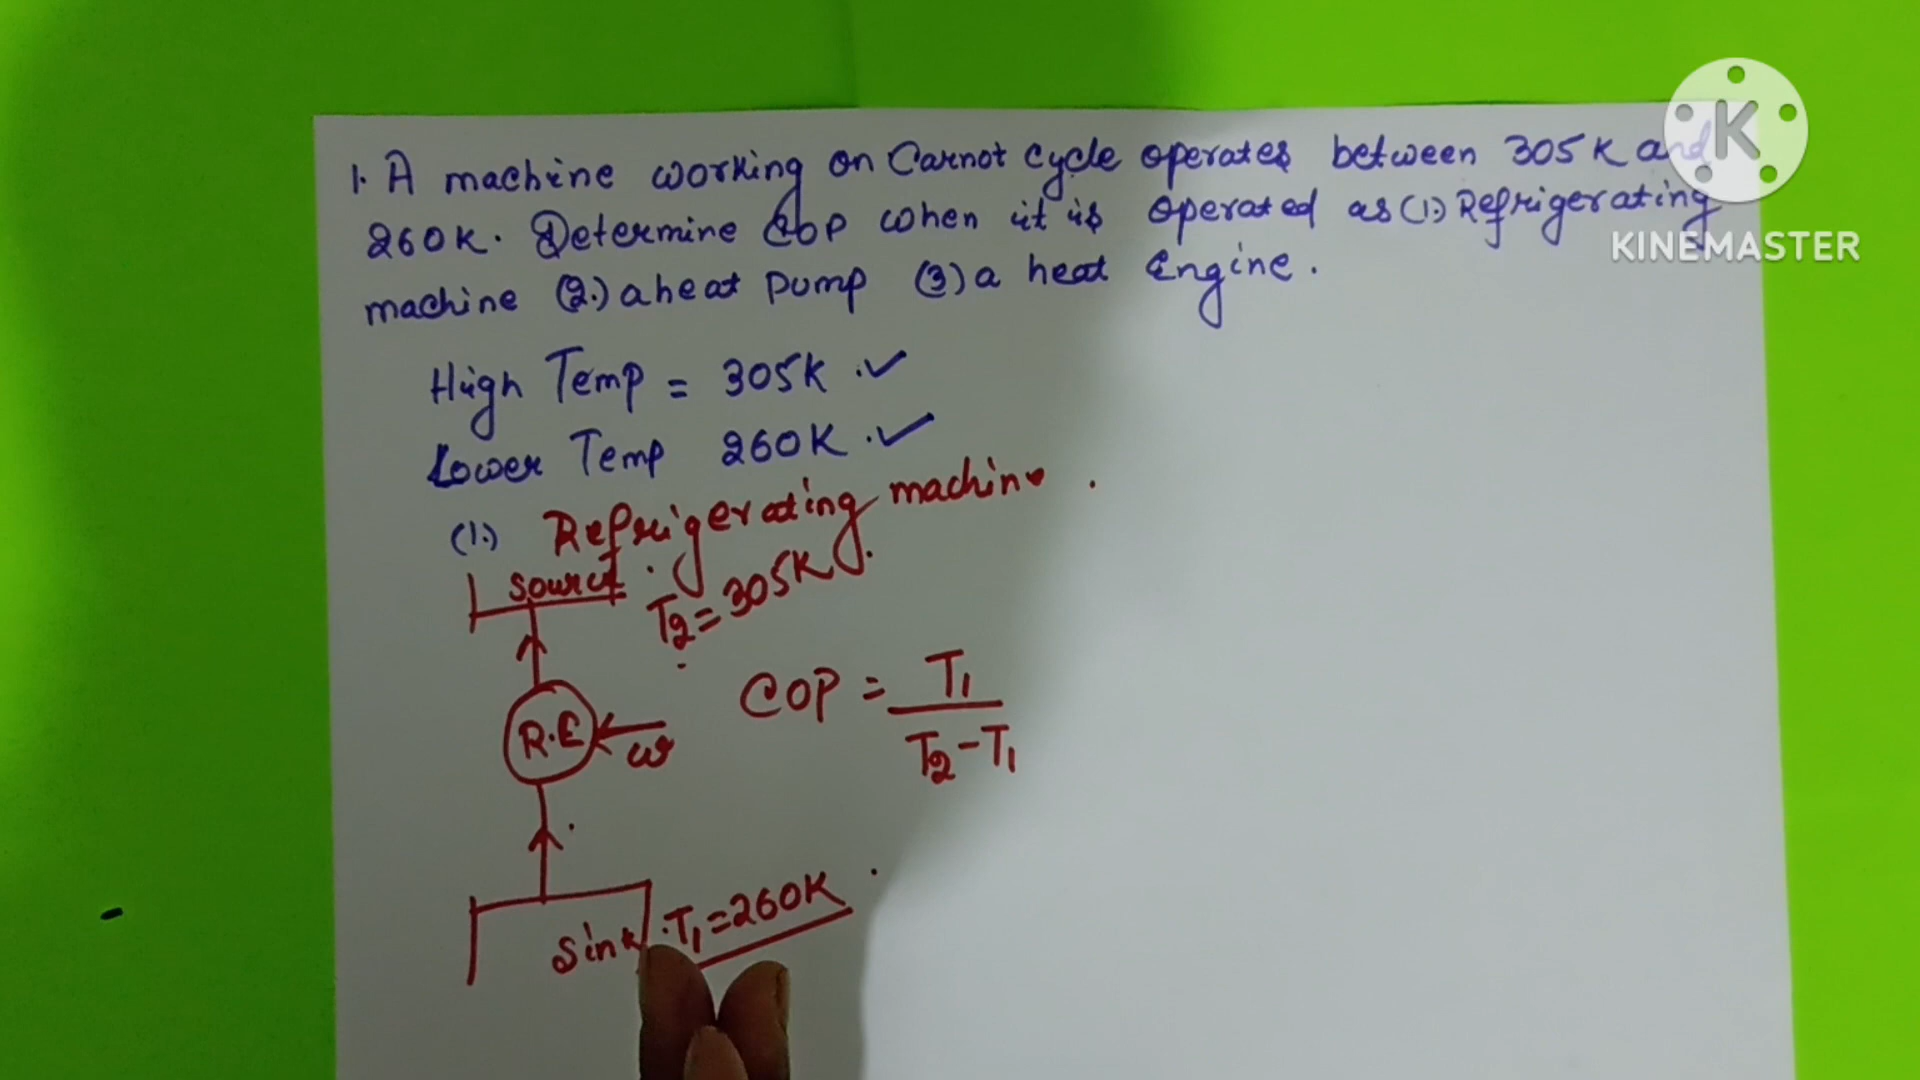 1. A machine working on Carnot cycle operates between 305K and
260K. Determine COP when it is operated as (1.) Refrigerating
machine (2.) a heat pump (3) a heat Engine.
K
KINEMASTER
High Temp = 305K.
Lower Temp 260K.
(1.) Refrigerating machine.
source. T2=305K.
R.E
w
COP = T1
T2-T1
Sink. T1=260K